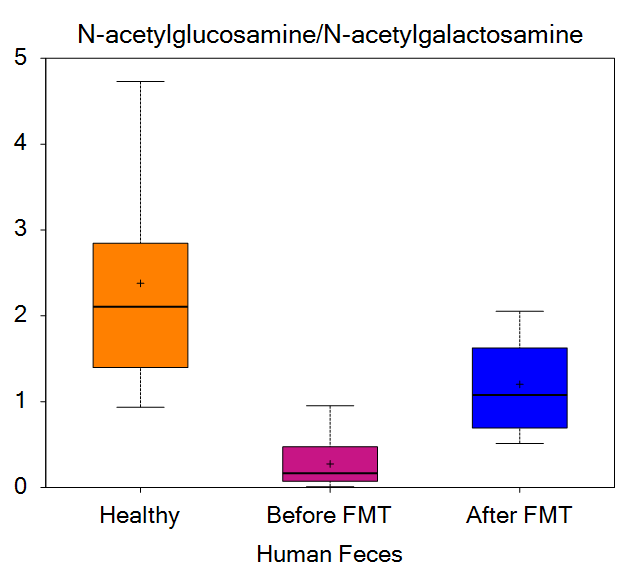 N-acetylglucosamine/N-acetylgalactosamine
5
4
3
2
1
0
Healthy
Before FMT
After FMT
Human Feces